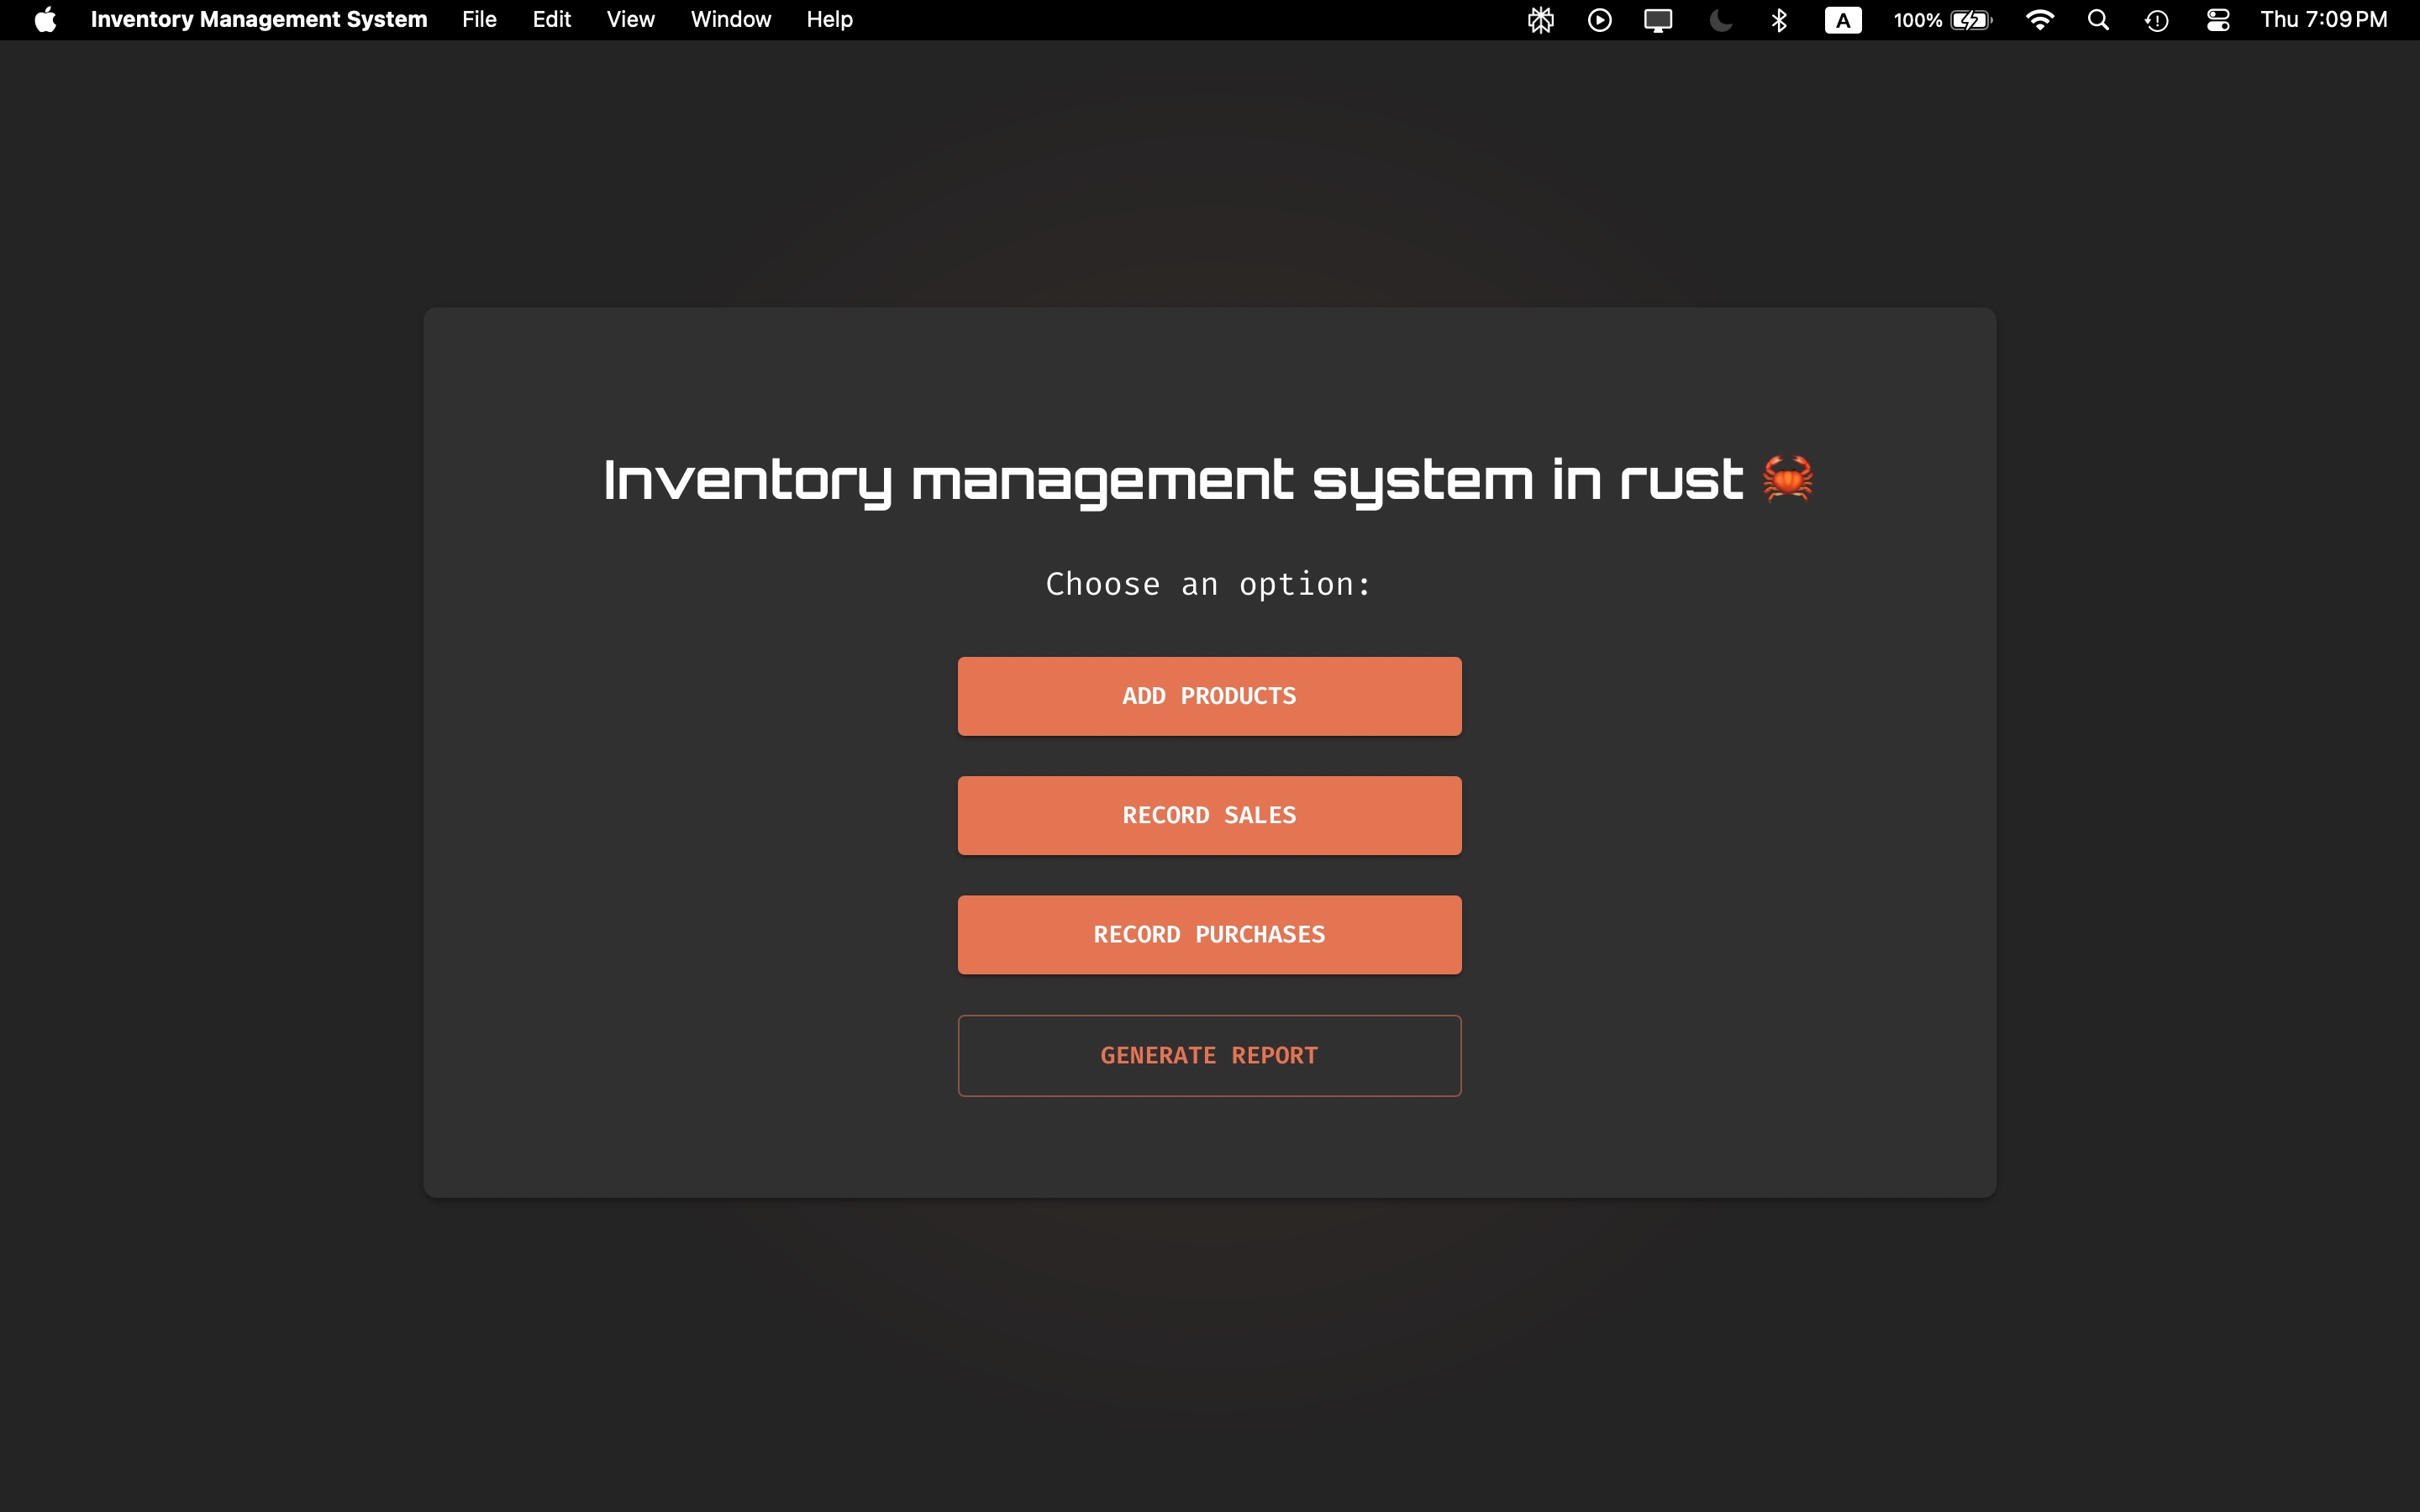 Inventory Management System File Edit View Window Help A 100% Thu 7:09 PM
Inventory management system in rust 🦀
Choose an option:
ADD PRODUCTS
RECORD SALES
RECORD PURCHASES
GENERATE REPORT